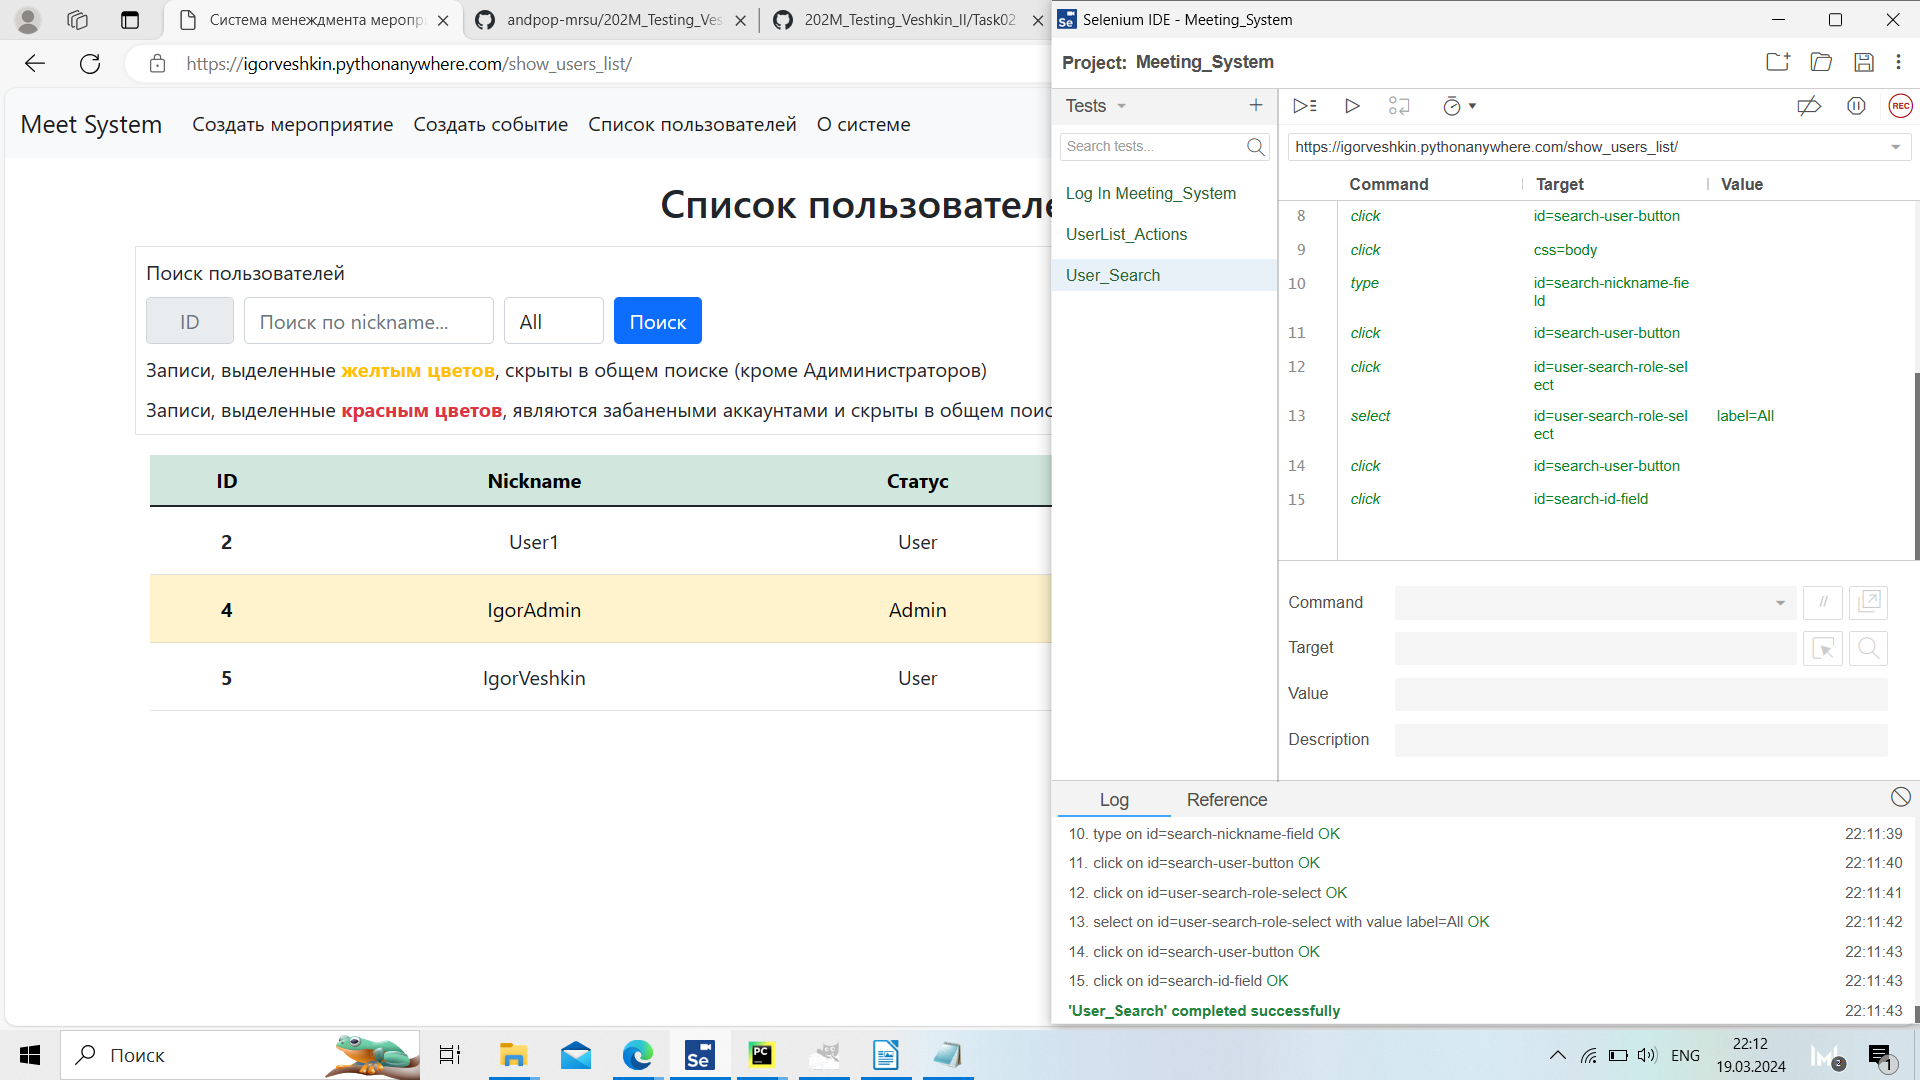 Система менеждмента меропр
andpop-mrsu/202M_Testing_Ves
202M_Testing_Veshkin_II/Task02
https://igorveshkin.pythonanywhere.com/show_users_list/
Meet System
Создать мероприятие
Создать событие
Список пользователей
О системе
Список пользователе
Поиск пользователей
ID
Поиск по nickname...
All
Поиск
Записи, выделенные желтым цветов, скрыты в общем поиске (кроме Адиминистраторов)
Записи, выделенные красным цветов, являются забанеными аккаунтами и скрыты в общем поис
ID Nickname Статус
2 User1 User
4 IgorAdmin Admin
5 IgorVeshkin User
Se Selenium IDE - Meeting_System
Project: Meeting_System
Tests
Search tests...
Log In Meeting_System
UserList_Actions
User_Search
REC
https://igorveshkin.pythonanywhere.com/show_users_list/
Command Target Value
8 click id=search-user-button
9 click css=body
10 type id=search-nickname-fie
ld
11 click id=search-user-button
12 click id=user-search-role-sel
ect
13 select id=user-search-role-sel label=All
ect
14 click id=search-user-button
15 click id=search-id-field
Command
//
Target
Value
Description
Log Reference
10. type on id=search-nickname-field OK 22:11:39
11. click on id=search-user-button OK 22:11:40
12. click on id=user-search-role-select OK 22:11:41
13. select on id=user-search-role-select with value label=All OK 22:11:42
14. click on id=search-user-button OK 22:11:43
15. click on id=search-id-field OK 22:11:43
'User_Search' completed successfully 22:11:43
Поиск
Se
PC
ENG
22:12
19.03.2024
2
1